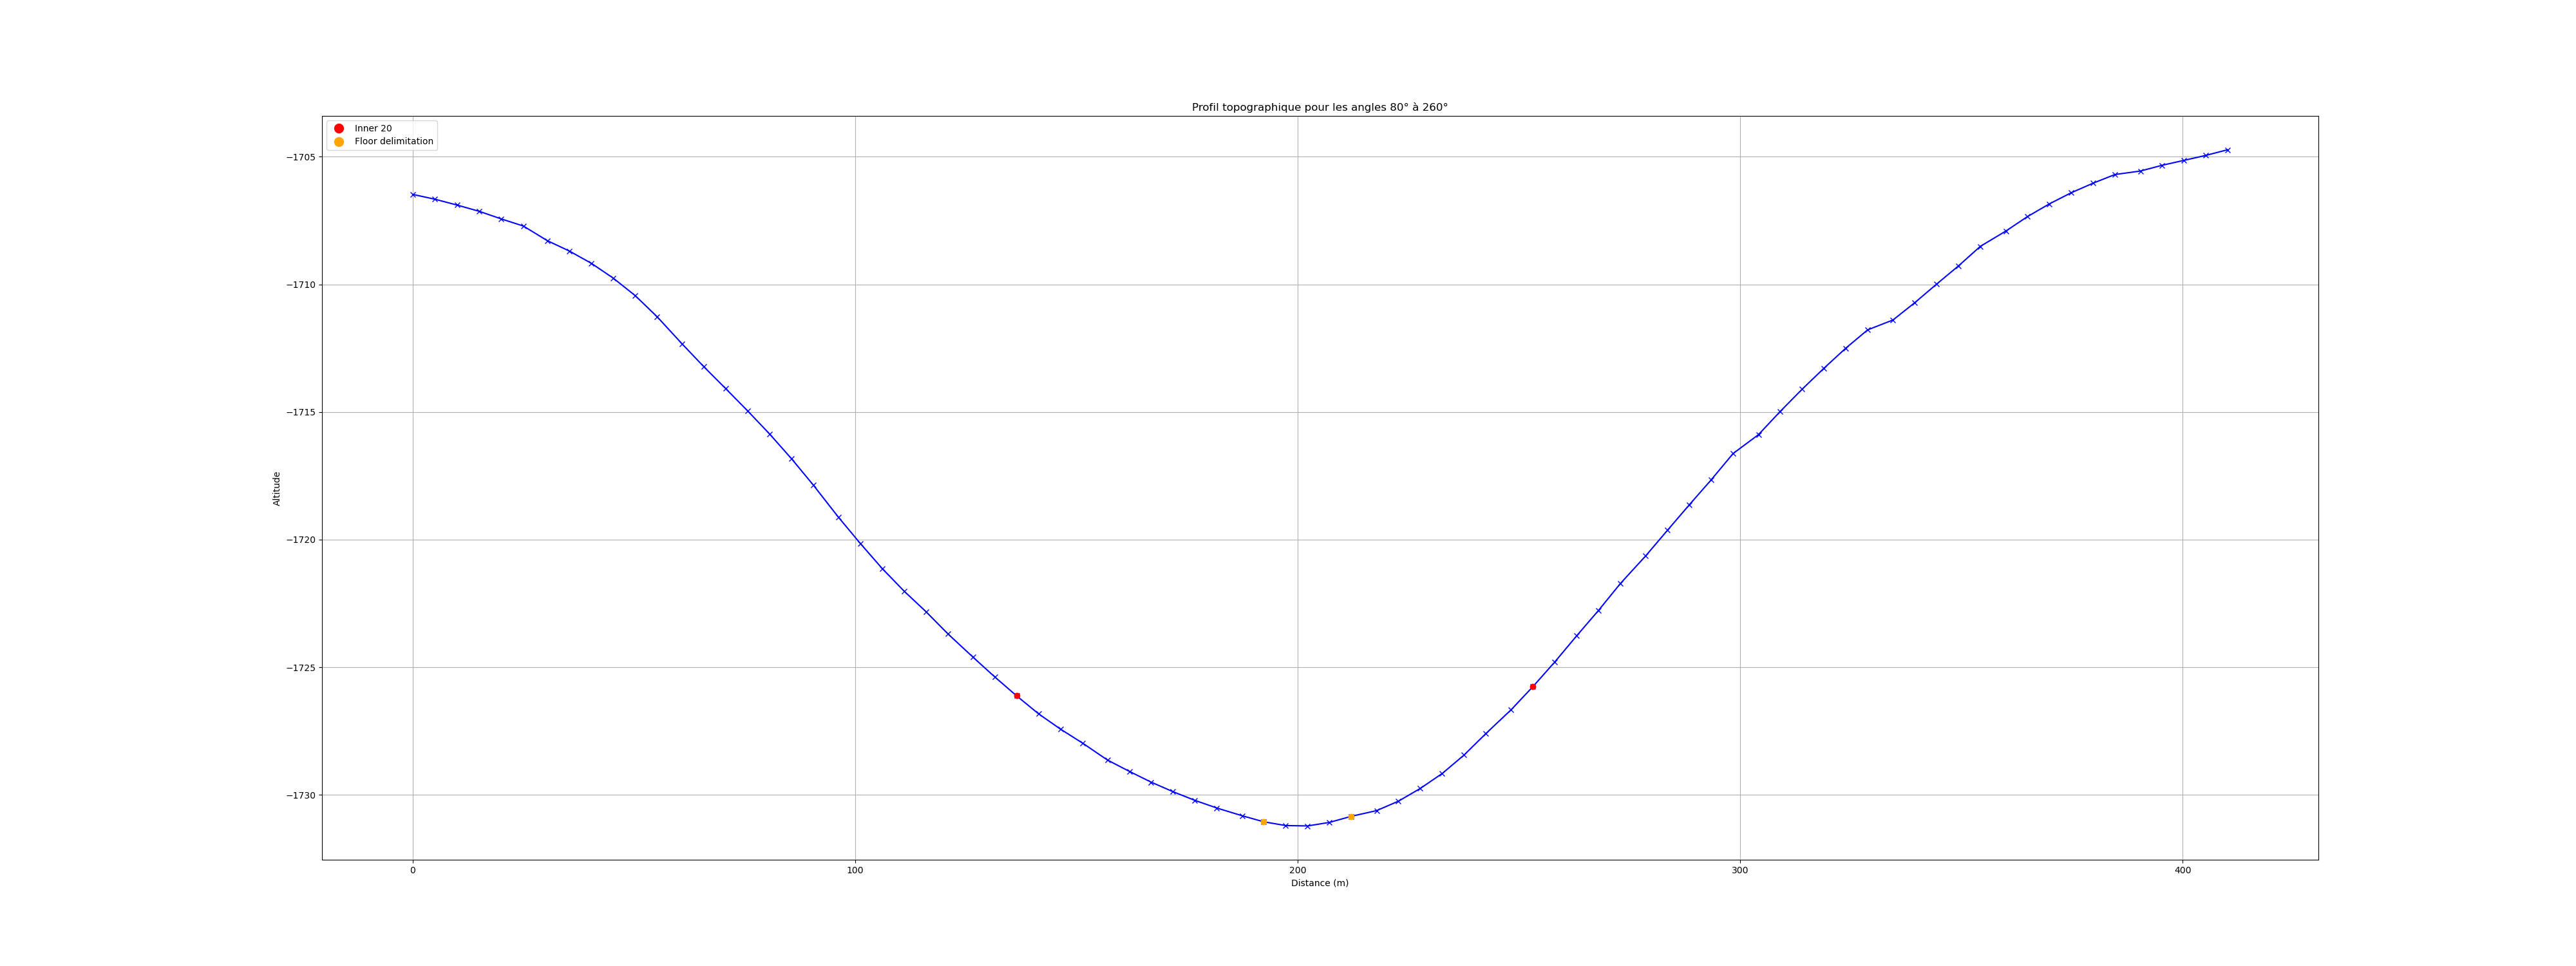 Profil topographique pour les angles 80° à 260°
Inner 20
Floor delimitation
−1705
−1710
−1715
−1720
−1725
−1730
Altitude
0 100 200 300 400
Distance (m)